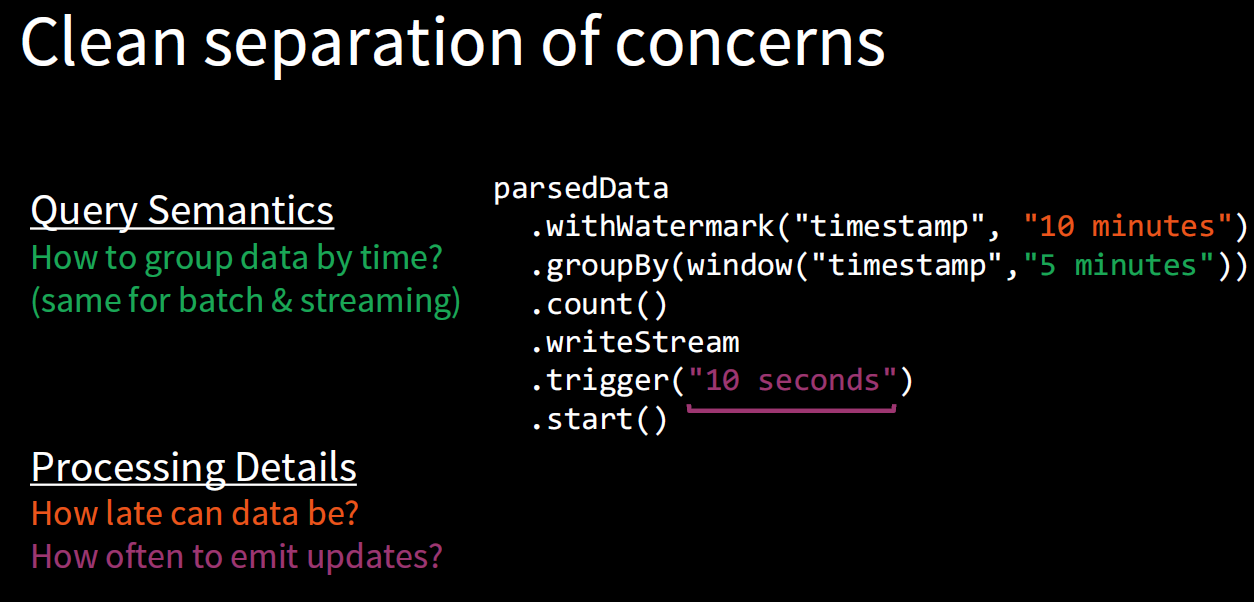 Clean separation of concerns
Query Semantics
How to group data by time?
(same for batch & streaming)
parsedData
.withWatermark("timestamp", "10 minutes")
.groupBy(window("timestamp","5 minutes"))
.count()
.writeStream
.trigger("10 seconds")
.start()
Processing Details
How late can data be?
How often to emit updates?